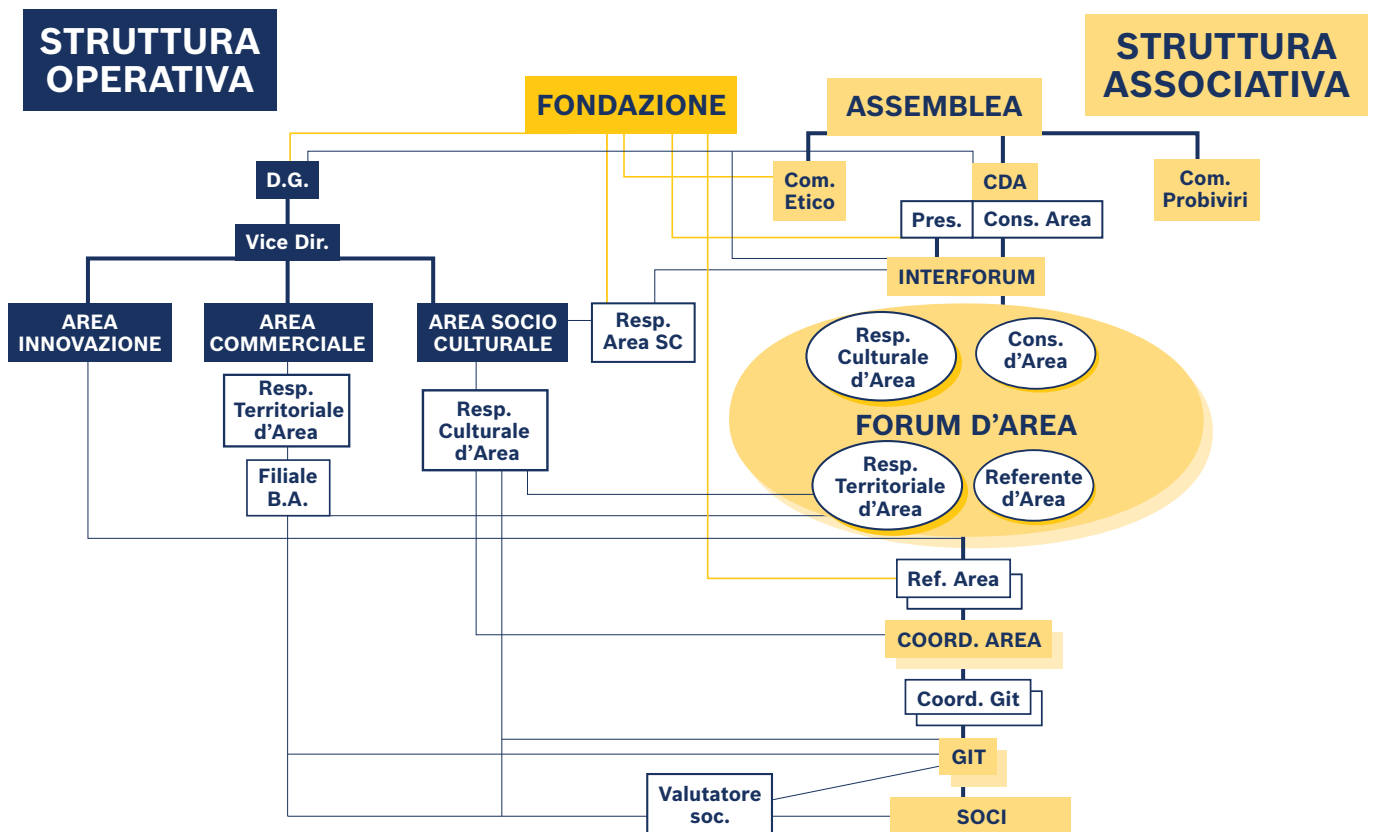 STRUTTURA
OPERATIVA
STRUTTURA
ASSOCIATIVA
FONDAZIONE
ASSEMBLEA
D.G.
Com.
Etico
CDA
Com.
Probiviri
Pres.
Cons. Area
Vice Dir.
INTERFORUM
AREA
INNOVAZIONE
AREA
COMMERCIALE
AREA SOCIO
CULTURALE
Resp.
Area SC
Resp.
Culturale
d'Area
Cons.
d'Area
Resp.
Territoriale
d'Area
Resp.
Culturale
d'Area
FORUM D'AREA
Filiale
B.A.
Resp.
Territoriale
d'Area
Referente
d'Area
Ref. Area
COORD. AREA
Coord. Git
GIT
Valutatore
soc.
SOCI